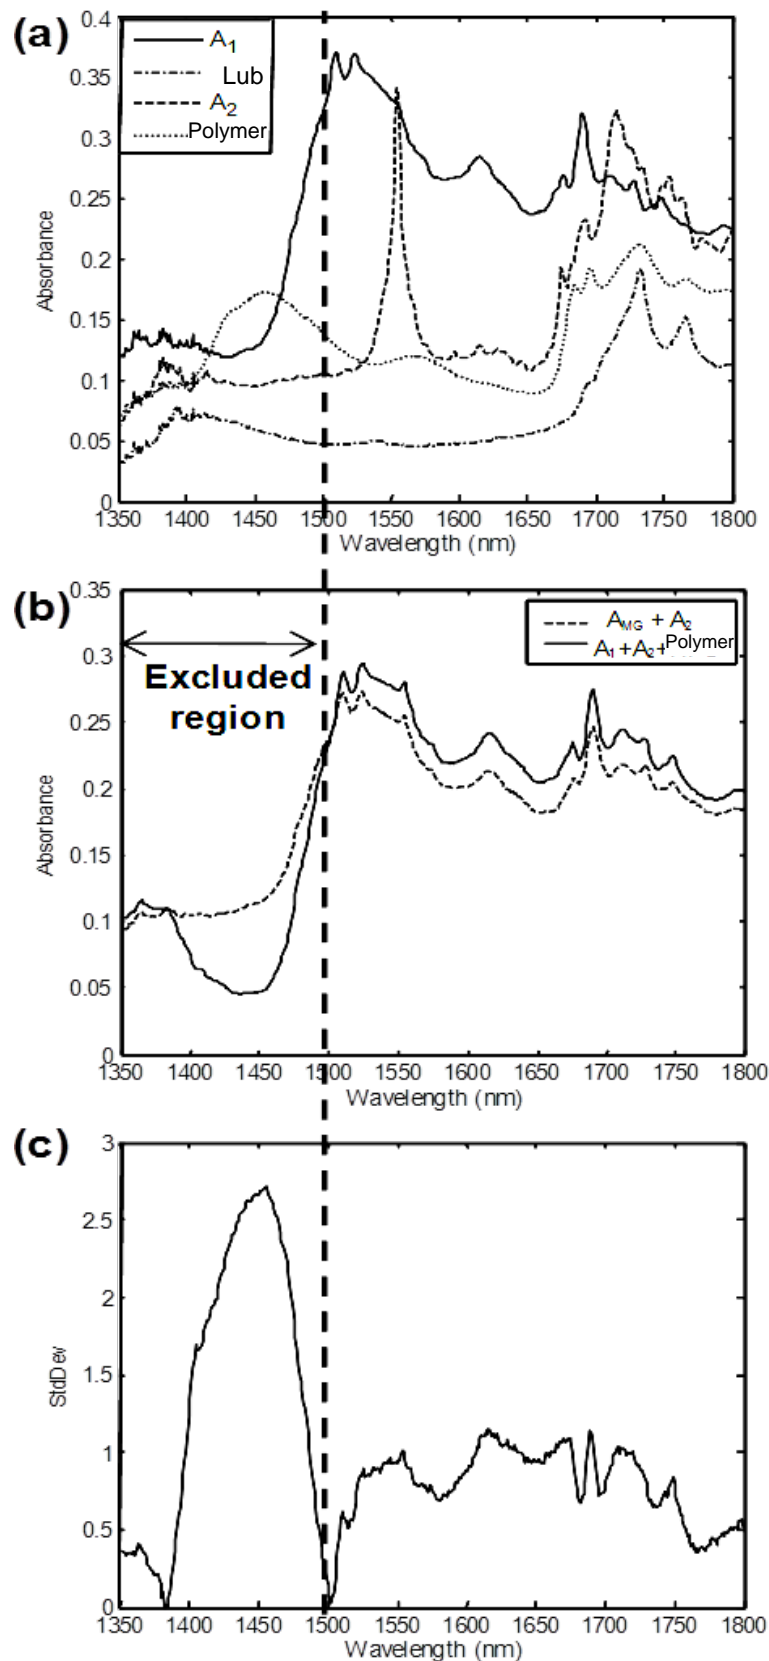 (a)
0.4
0.35
0.3
0.25
0.2
0.15
0.1
0.05
0
Absorbance
A1
Lub
A2
Polymer
1350 1400 1450 1500 1550 1600 1650 1700 1750 1800
Wavelength (nm)
(b)
0.35
0.3
0.25
0.2
0.15
0.1
0.05
0
Absorbance
Excluded
region
AMG + A2
A1 +A2+ Polymer
1350 1400 1450 1500 1550 1600 1650 1700 1750 1800
Wavelength (nm)
(c)
3
2.5
2
1.5
1
0.5
0
StdDev
1350 1400 1450 1500 1550 1600 1650 1700 1750 1800
Wavelength (nm)